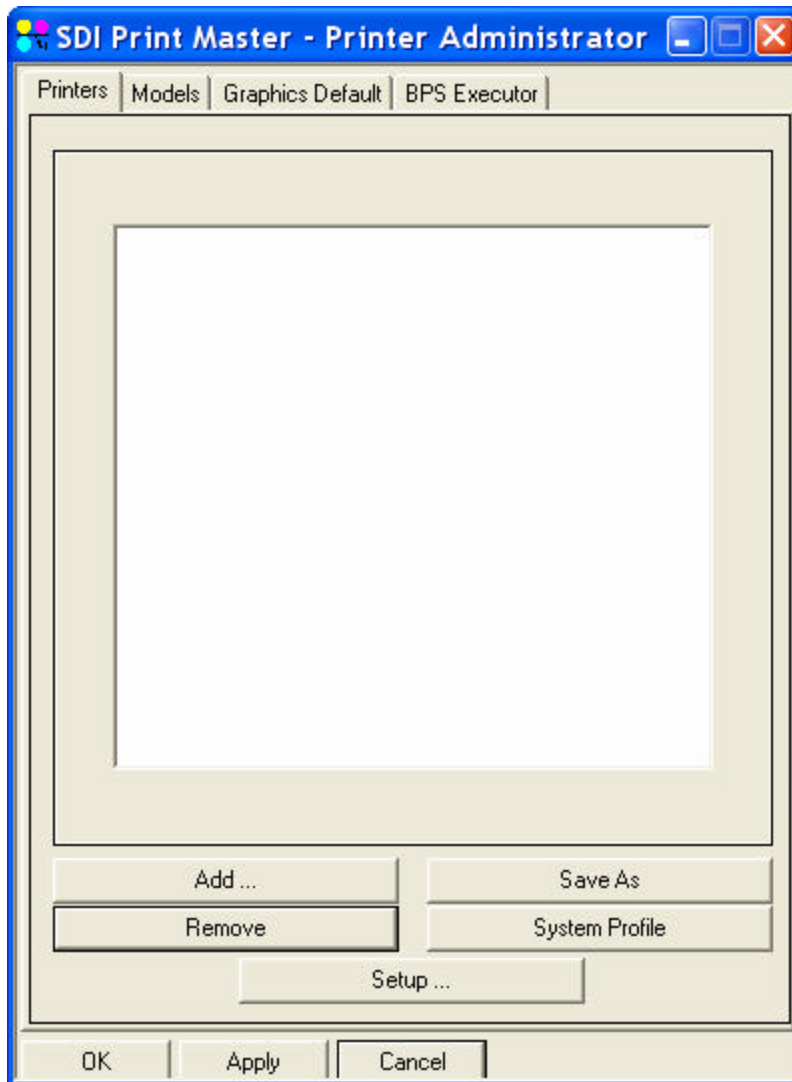 SDI Print Master - Printer Administrator
Printers Models Graphics Default BPS Executor
Add ... Save As
Remove System Profile
Setup ...
OK Apply Cancel